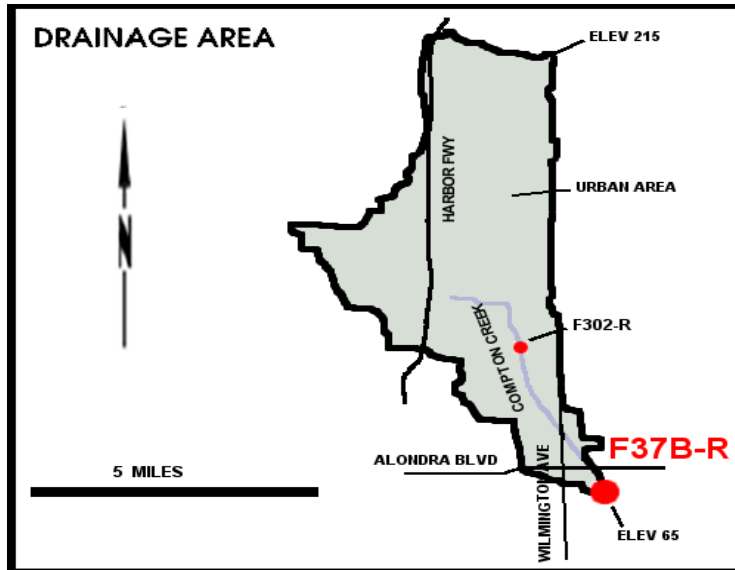 DRAINAGE AREA
ELEV 215
HARBOR FWY
URBAN AREA
N
F302-R
COMPTON CREEK
F37B-R
ALONDRA BLVD
5 MILES
WILMINGTON AVE
ELEV 65